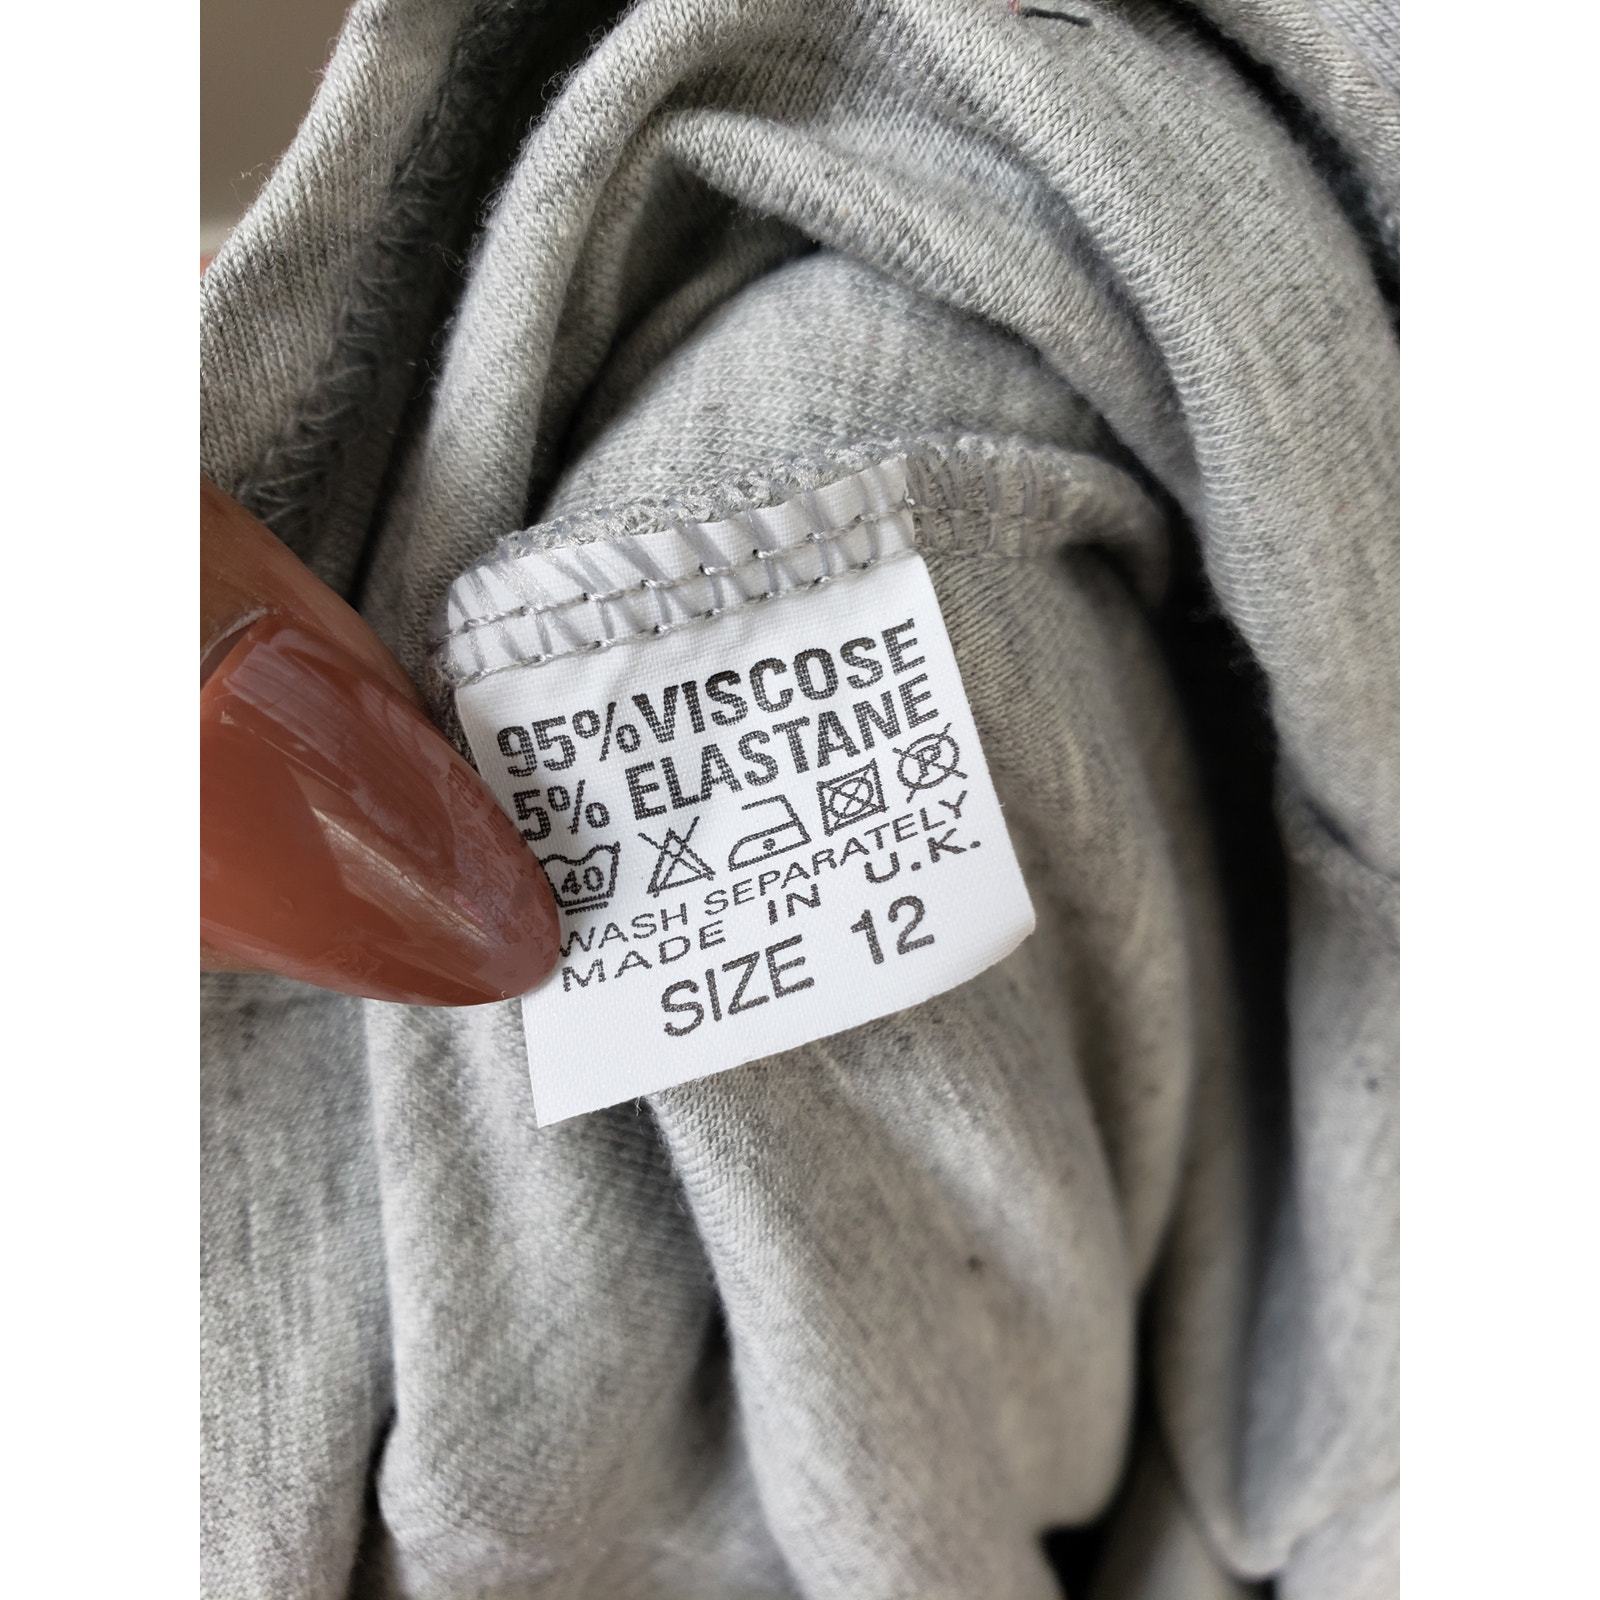 95%VISCOSE
5% ELASTANE
40 R
WASH SEPARATELY
MADE IN U.K.
SIZE 12